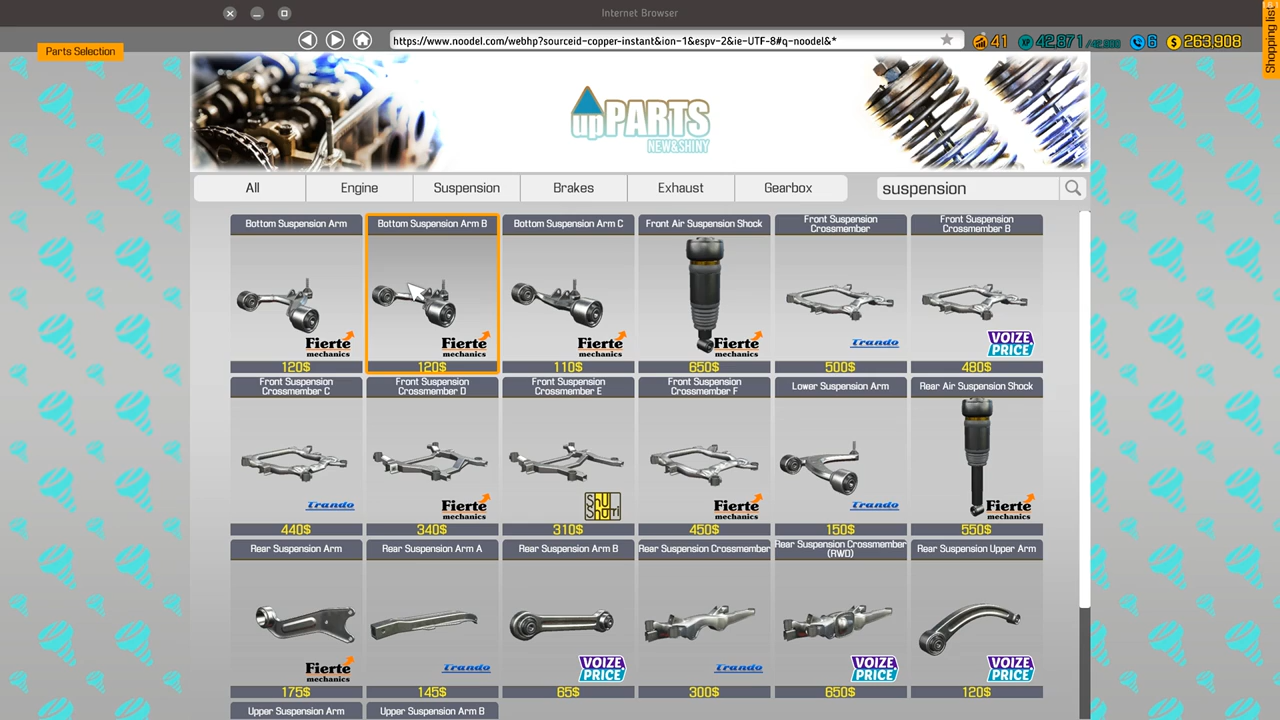 Internet Browser
Parts Selection
https://www.noodel.com/webhp?sourceid-copper-instant&ion-1&espv-2&ie-UTF-8#q-noodel&*
41
XP 42,871
6
$ 263,908
Shopping list
upPARTS
NEW&SHINY
All
Engine
Suspension
Brakes
Exhaust
Gearbox
suspension
Bottom Suspension Arm
Bottom Suspension Arm B
Bottom Suspension Arm C
Front Air Suspension Shock
Front Suspension
Crossmember
Front Suspension
Crossmember B
Fierte
mechanics
Fierte
mechanics
Fierte
mechanics
Fierte
mechanics
Trando
VOIZE
PRICE
120$
120$
110$
650$
500$
480$
Front Suspension
Crossmember C
Front Suspension
Crossmember D
Front Suspension
Crossmember E
Front Suspension
Crossmember F
Lower Suspension Arm
Rear Air Suspension Shock
Trando
Fierte
mechanics
Fierte
mechanics
Trando
Fierte
mechanics
440$
340$
310$
450$
150$
550$
Rear Suspension Arm
Rear Suspension Arm A
Rear Suspension Arm B
Rear Suspension Crossmember
Rear Suspension Crossmember
(RWD)
Rear Suspension Upper Arm
Fierte
mechanics
Trando
VOIZE
PRICE
Trando
VOIZE
PRICE
VOIZE
PRICE
175$
145$
65$
300$
650$
120$
Upper Suspension Arm
Upper Suspension Arm B